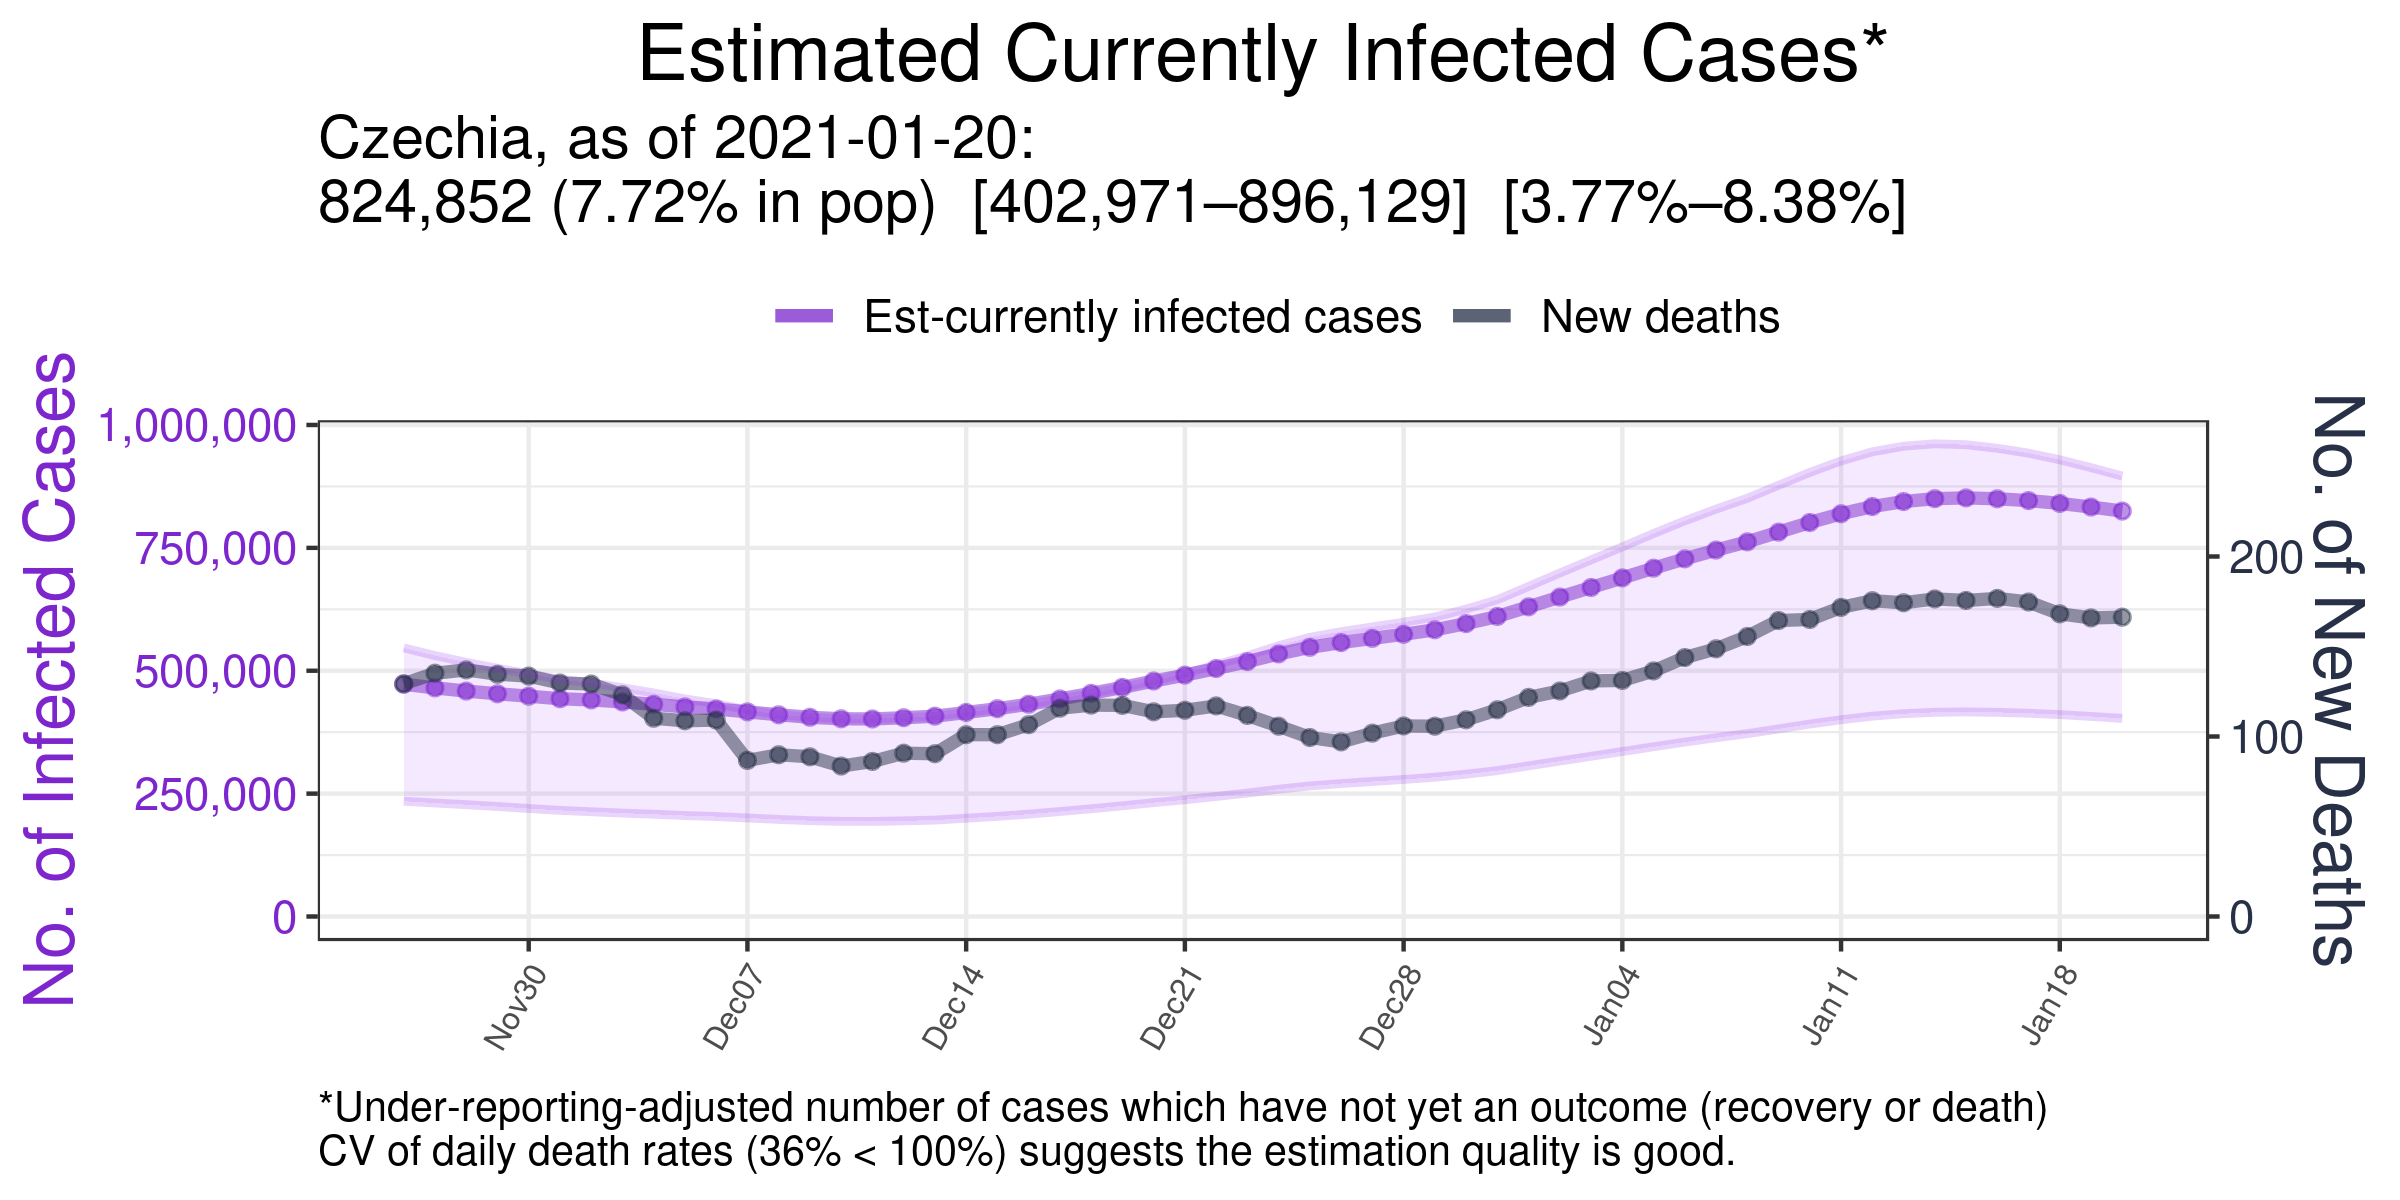 Estimated Currently Infected Cases*
Czechia, as of 2021-01-20:
824,852 (7.72% in pop) [402,971–896,129] [3.77%–8.38%]
Est-currently infected cases
New deaths
No. of Infected Cases
1,000,000
750,000
500,000
250,000
0
No. of New Deaths
200
100
0
Nov30
Dec07
Dec14
Dec21
Dec28
Jan04
Jan11
Jan18
*Under-reporting-adjusted number of cases which have not yet an outcome (recovery or death)
CV of daily death rates (36% < 100%) suggests the estimation quality is good.